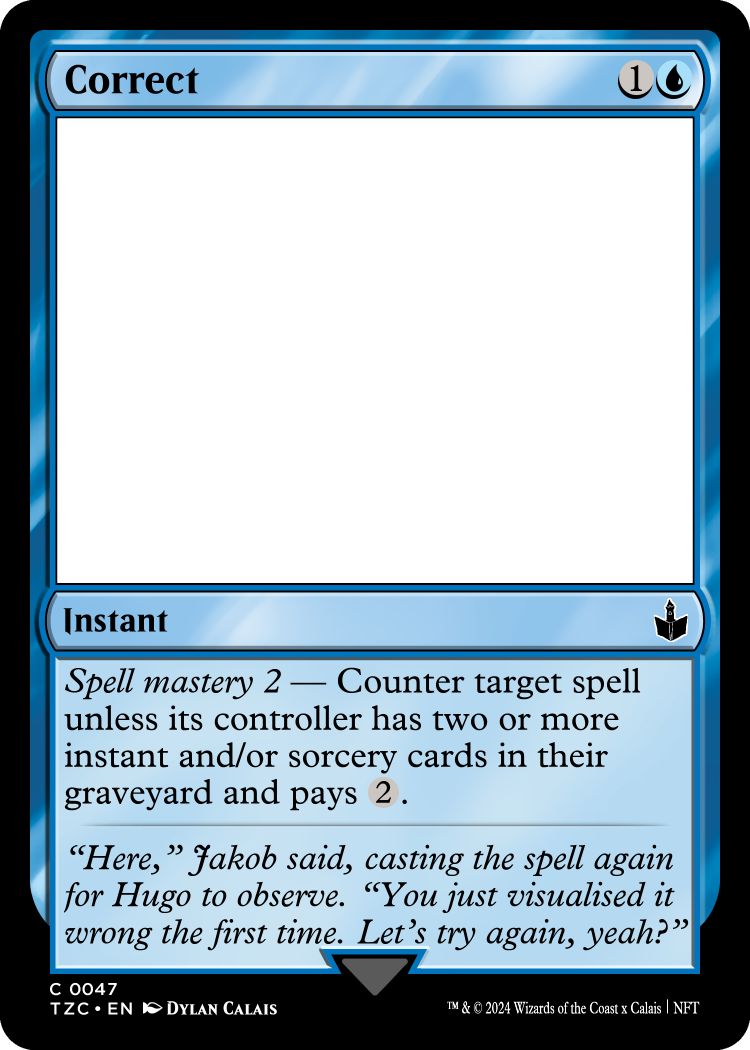 Correct 1
Instant
Spell mastery 2 — Counter target spell
unless its controller has two or more
instant and/or sorcery cards in their
graveyard and pays 2.
“Here,” Jakob said, casting the spell again
for Hugo to observe. “You just visualised it
wrong the first time. Let’s try again, yeah?”
C 0047
TZC • EN DYLAN CALAIS
™ & © 2024 Wizards of the Coast x Calais | NFT